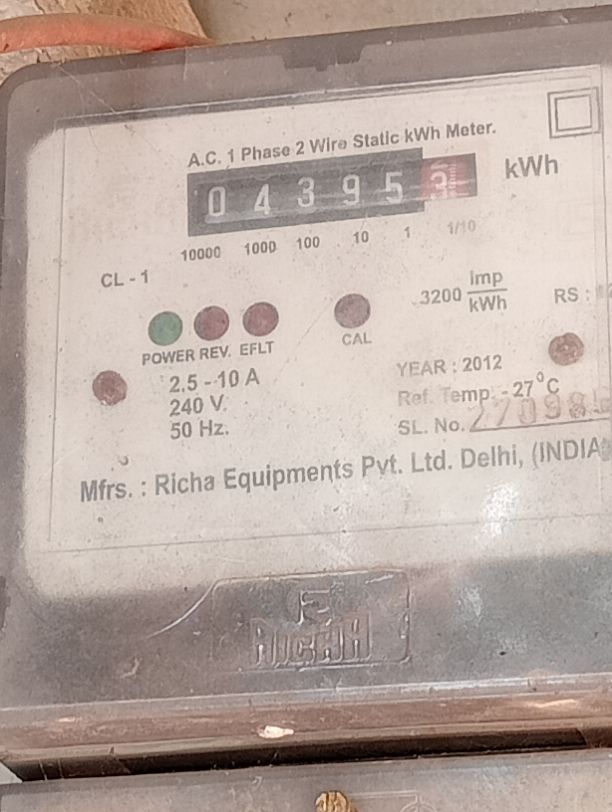 A.C. 1 Phase 2 Wire Static kWh Meter.
0 4 3 9 5 3 kWh
10000 1000 100 10 1 1/10
CL - 1
3200 imp/kWh RS :
POWER REV. EFLT CAL
2.5 - 10 A
240 V.
50 Hz.
YEAR : 2012
Ref. Temp. - 27°C
SL. No. 270985
Mfrs. : Richa Equipments Pvt. Ltd. Delhi, (INDIA
RICHA